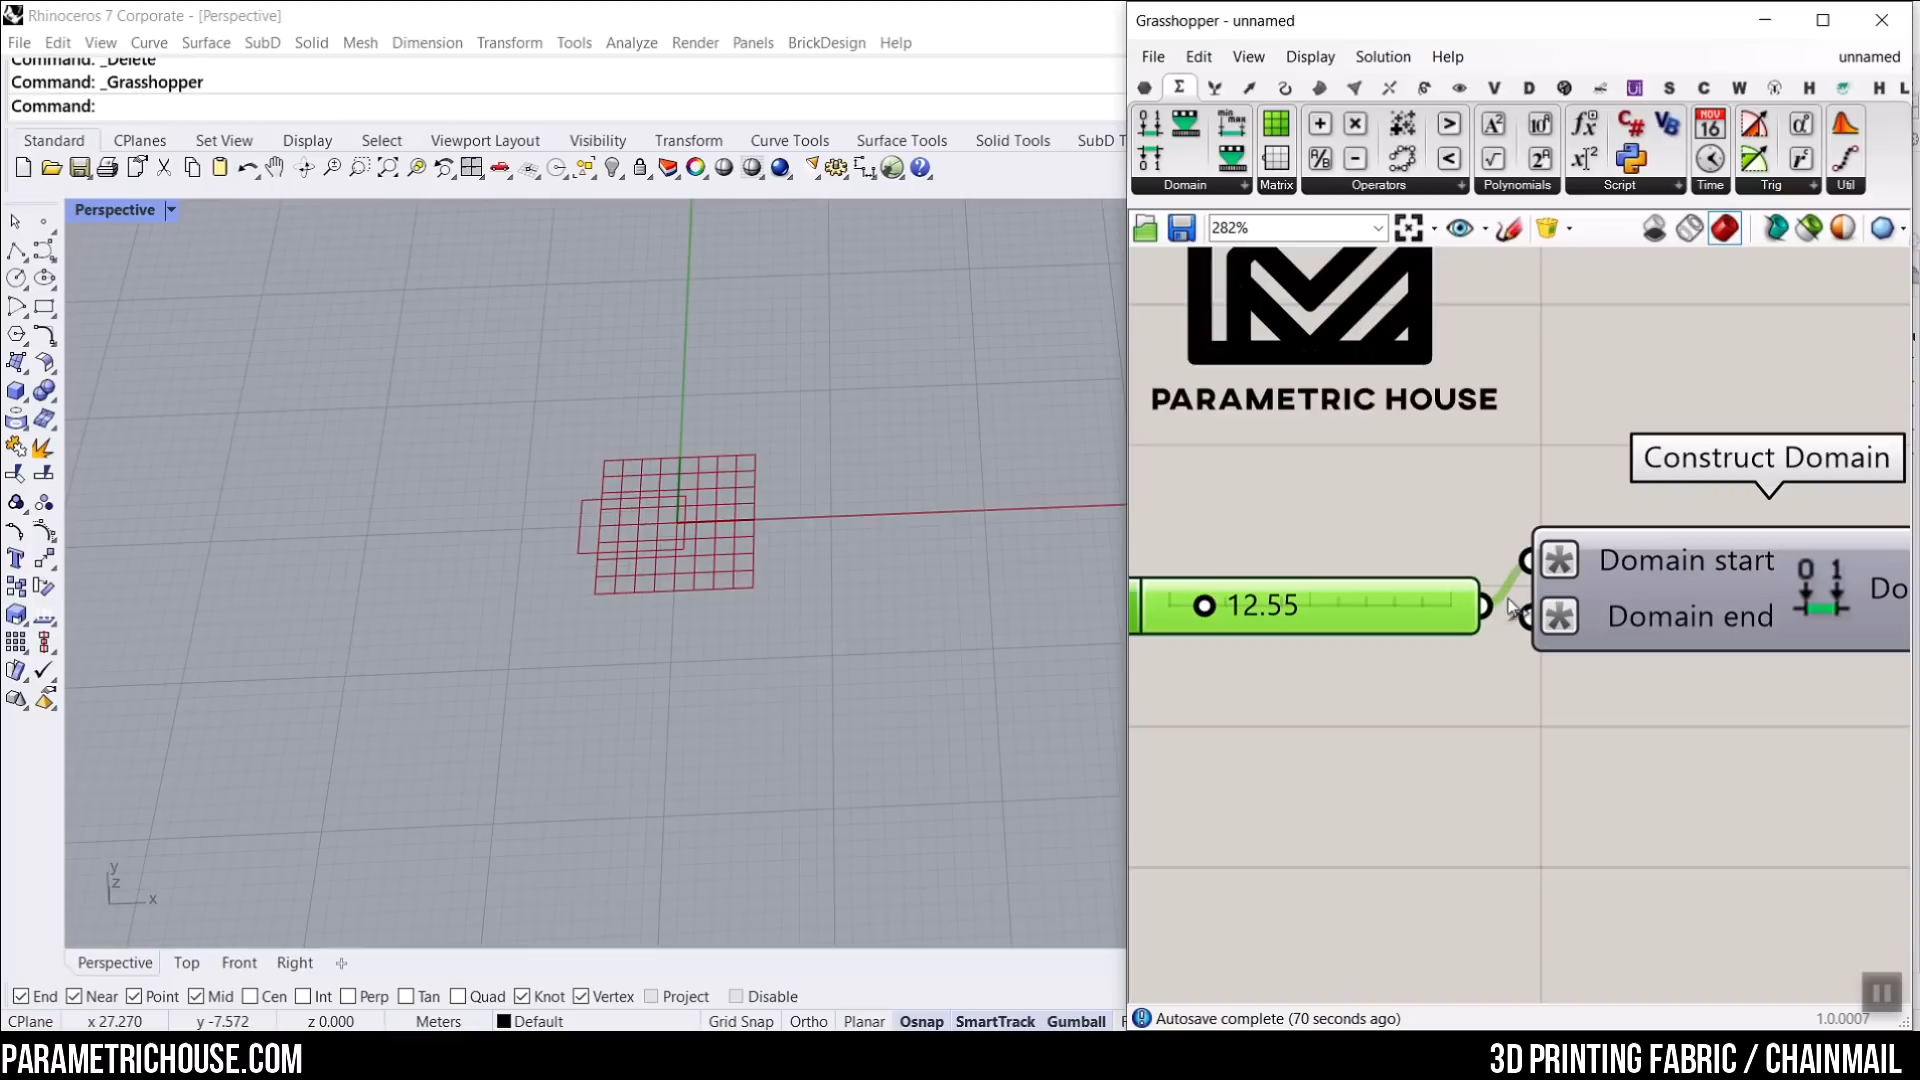 Rhinoceros 7 Corporate - [Perspective]
File Edit View Curve Surface SubD Solid Mesh Dimension Transform Tools Analyze Render Panels BrickDesign Help
Command: _Delete
Command: _Grasshopper
Command:
Standard CPlanes Set View Display Select Viewport Layout Visibility Transform Curve Tools Surface Tools Solid Tools SubD T
Perspective
y
z
x
Perspective Top Front Right
End Near Point Mid Cen Int Perp Tan Quad Knot Vertex Project Disable
CPlane x 27.270 y -7.572 z 0.000 Meters Default Grid Snap Ortho Planar Osnap SmartTrack Gumball
Grasshopper - unnamed
File Edit View Display Solution Help unnamed
Domain Matrix Operators Polynomials Script Time Trig Util
282%
PARAMETRIC HOUSE
Construct Domain
Domain start
12.55
Domain end
0 1
Do
Autosave complete (70 seconds ago)
1.0.0007
PARAMETRICHOUSE.COM
3D PRINTING FABRIC / CHAINMAIL